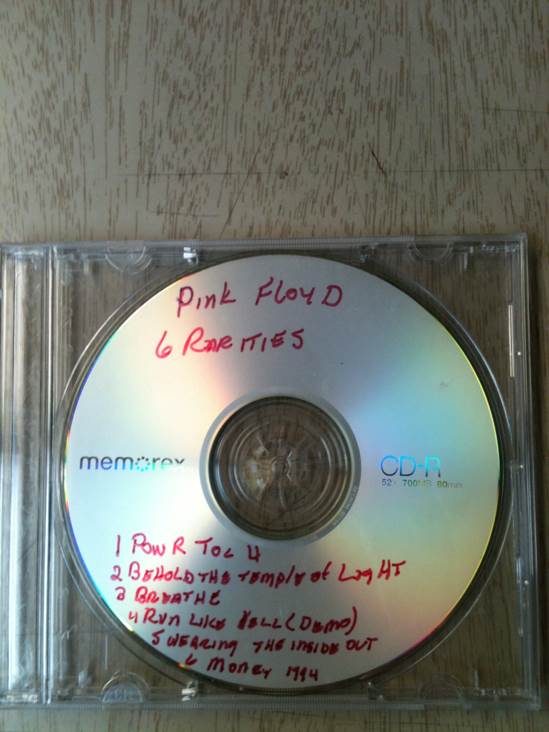 Pink Floyd
6 RARITIES
memorex
CD-R
52x 700MB 80min
1 Pow R Toc H
2 BEHOLD THE TEMPLE of LigHT
3 BREATHE
4 RUN LIKE HELL (DEMO)
5 WEARING THE INSIDE OUT
6 MONEY 1994